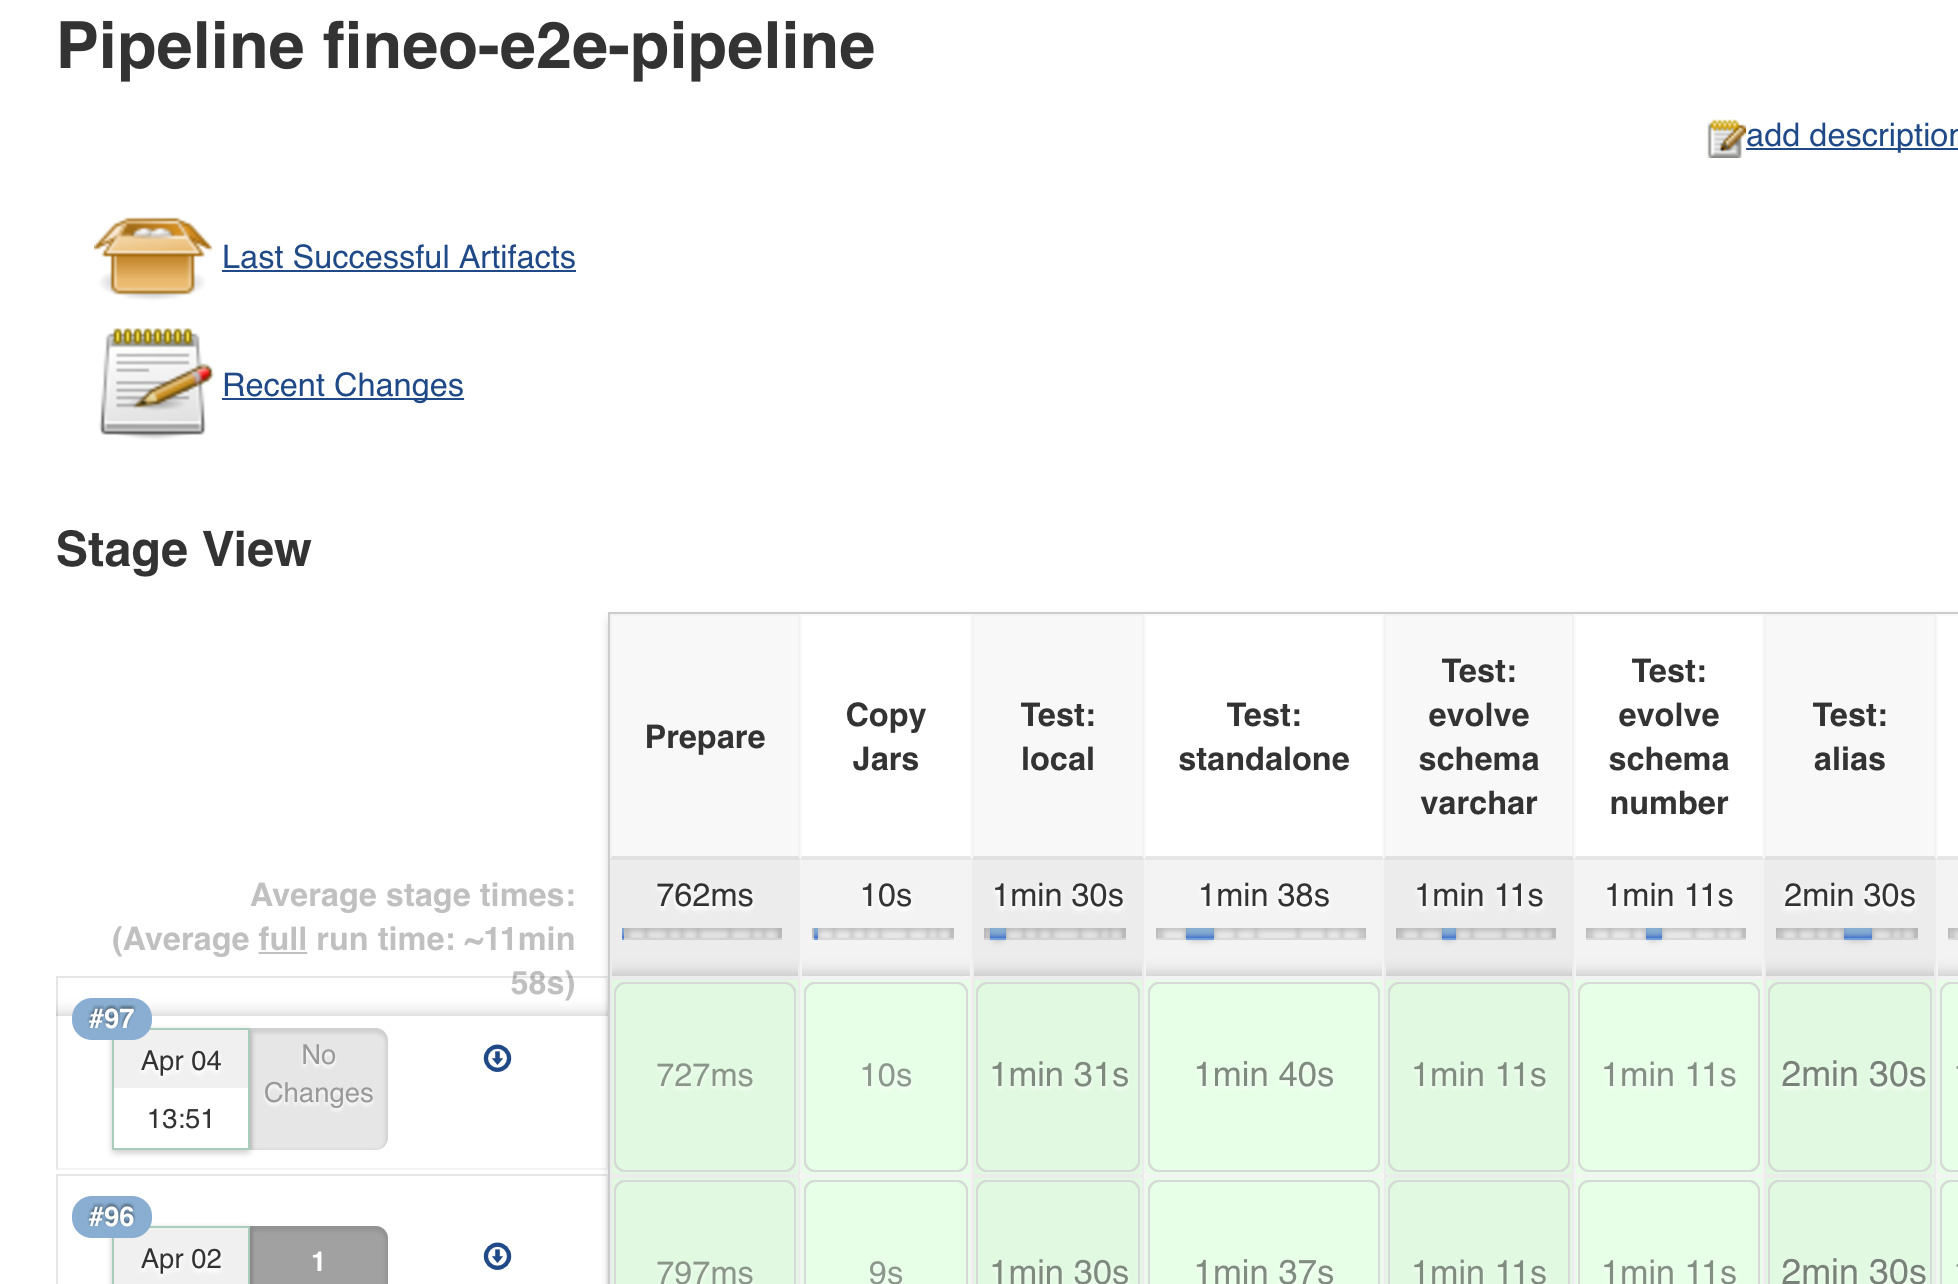 Pipeline fineo-e2e-pipeline
add description
Last Successful Artifacts
Recent Changes
Stage View
Prepare
Copy
Jars
Test:
local
Test:
standalone
Test:
evolve
schema
varchar
Test:
evolve
schema
number
Test:
alias
Average stage times:
(Average full run time: ~11min
58s)
762ms
10s
1min 30s
1min 38s
1min 11s
1min 11s
2min 30s
#97
Apr 04
13:51
No
Changes
727ms
10s
1min 31s
1min 40s
1min 11s
1min 11s
2min 30s
#96
Apr 02
1
797ms
9s
1min 30s
1min 37s
1min 11s
1min 11s
2min 30s